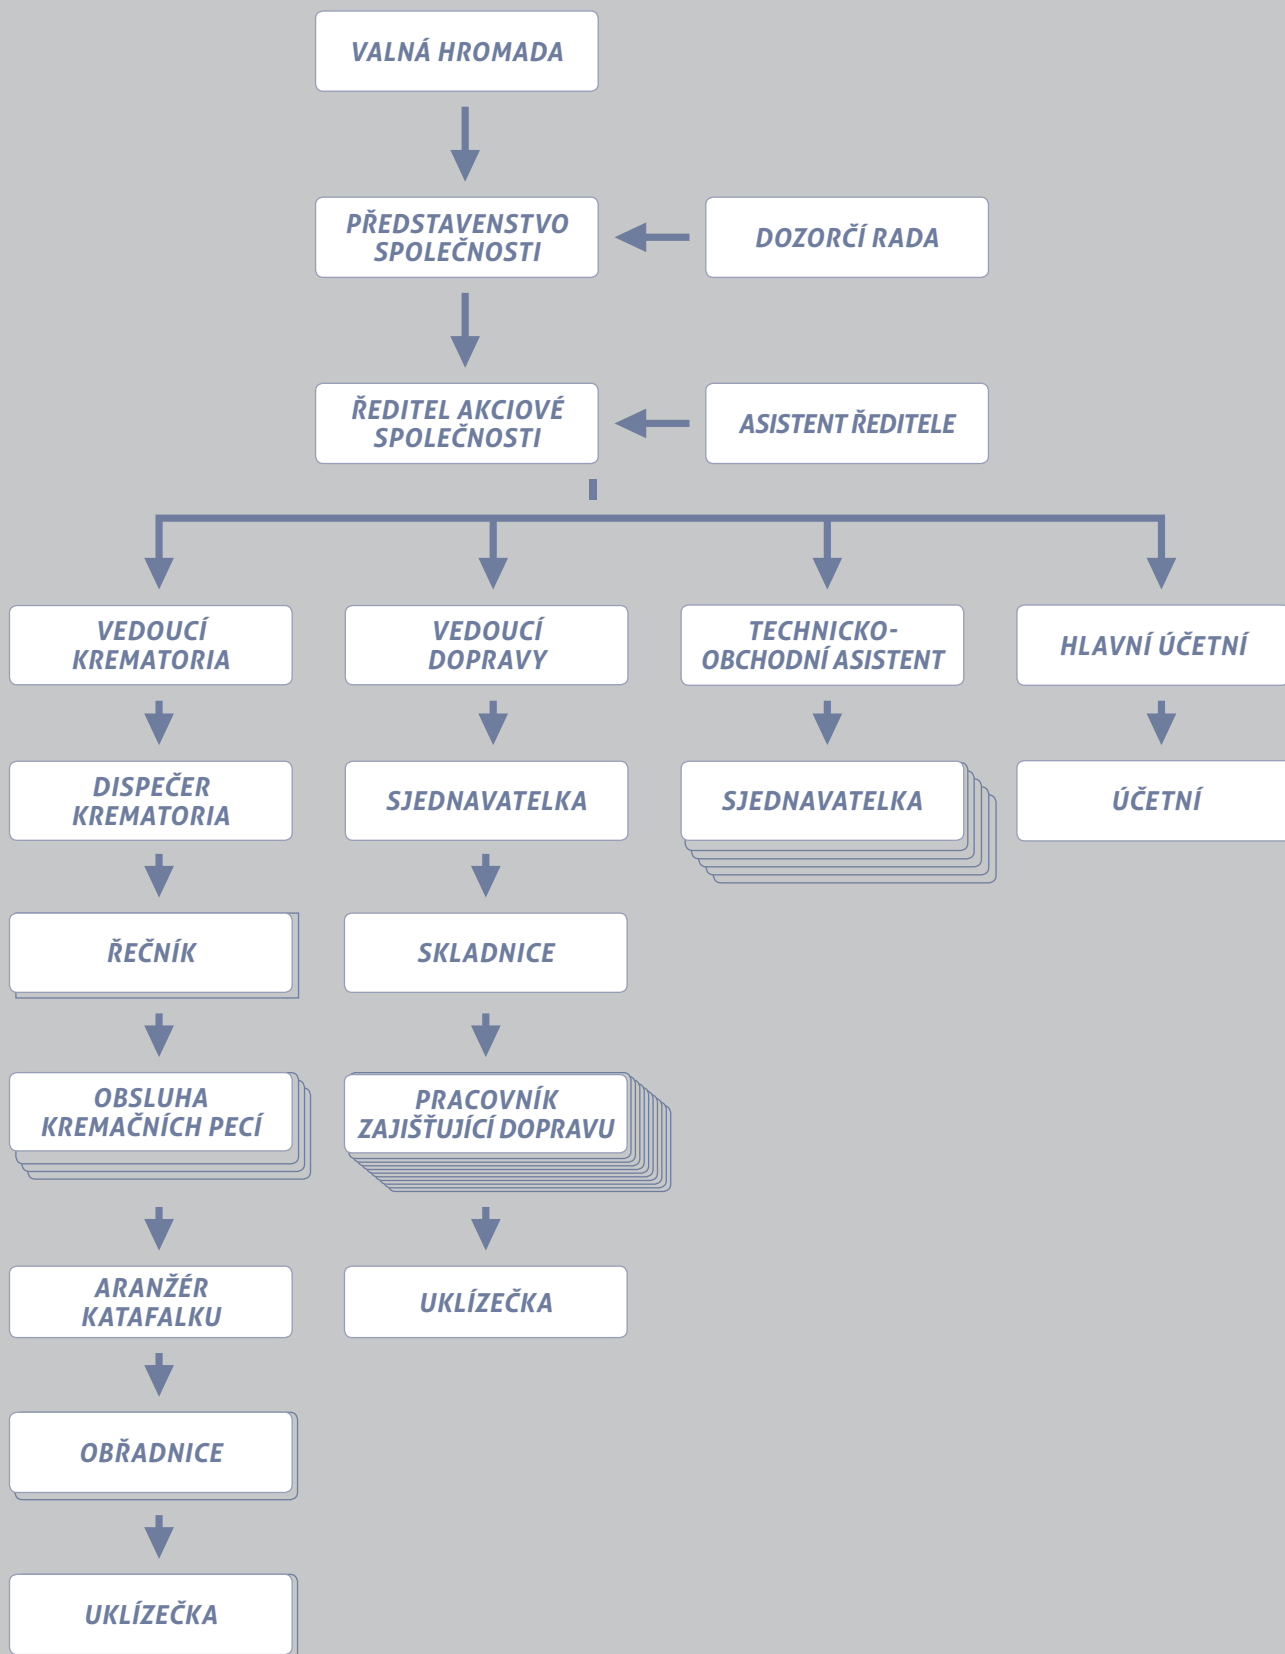 VALNÁ HROMADA
PŘEDSTAVENSTVO
SPOLEČNOSTI
DOZORČÍ RADA
ŘEDITEL AKCIOVÉ
SPOLEČNOSTI
ASISTENT ŘEDITELE
VEDOUCÍ
KREMATORIA
VEDOUCÍ
DOPRAVY
TECHNICKO-
OBCHODNÍ ASISTENT
HLAVNÍ ÚČETNÍ
DISPEČER
KREMATORIA
SJEDNAVATELKA
SJEDNAVATELKA
ÚČETNÍ
ŘEČNÍK
SKLADNICE
OBSLUHA
KREMAČNÍCH PECÍ
PRACOVNÍK
ZAJIŠŤUJÍCÍ DOPRAVU
ARANŽÉR
KATAFALKU
UKLÍZEČKA
OBŘADNICE
UKLÍZEČKA